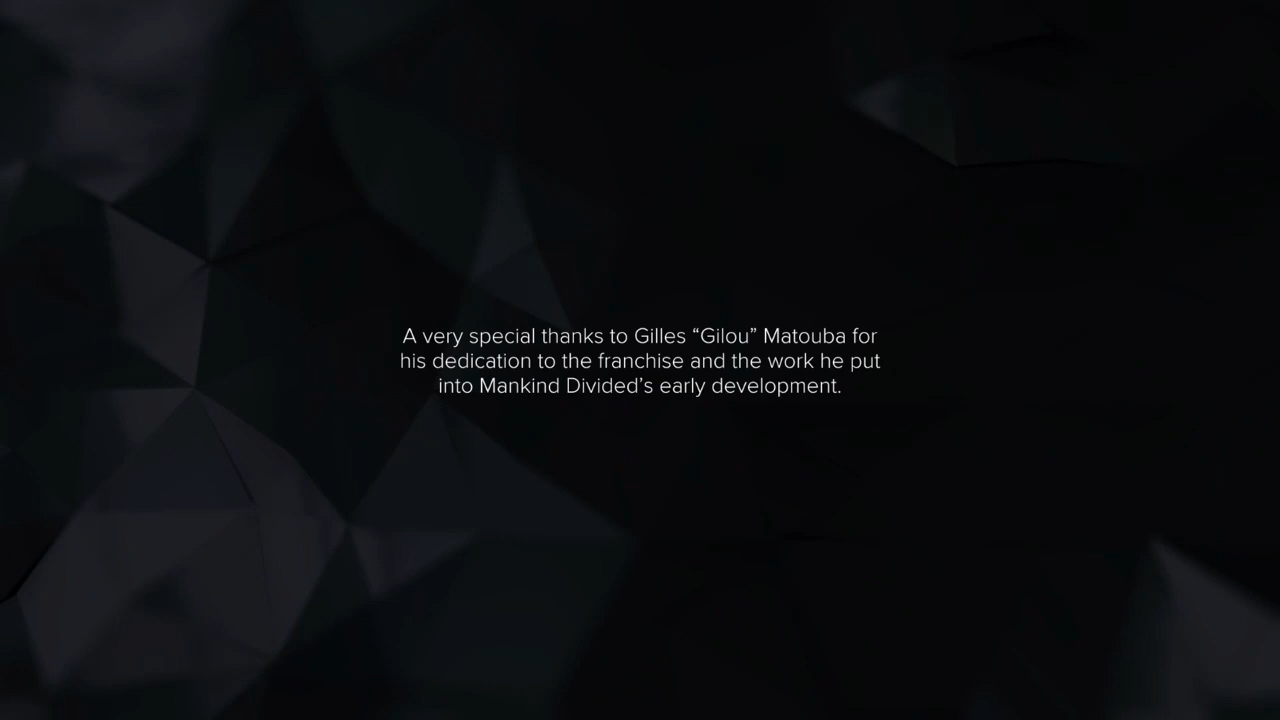 A very special thanks to Gilles “Gilou” Matouba for
his dedication to the franchise and the work he put
into Mankind Divided’s early development.